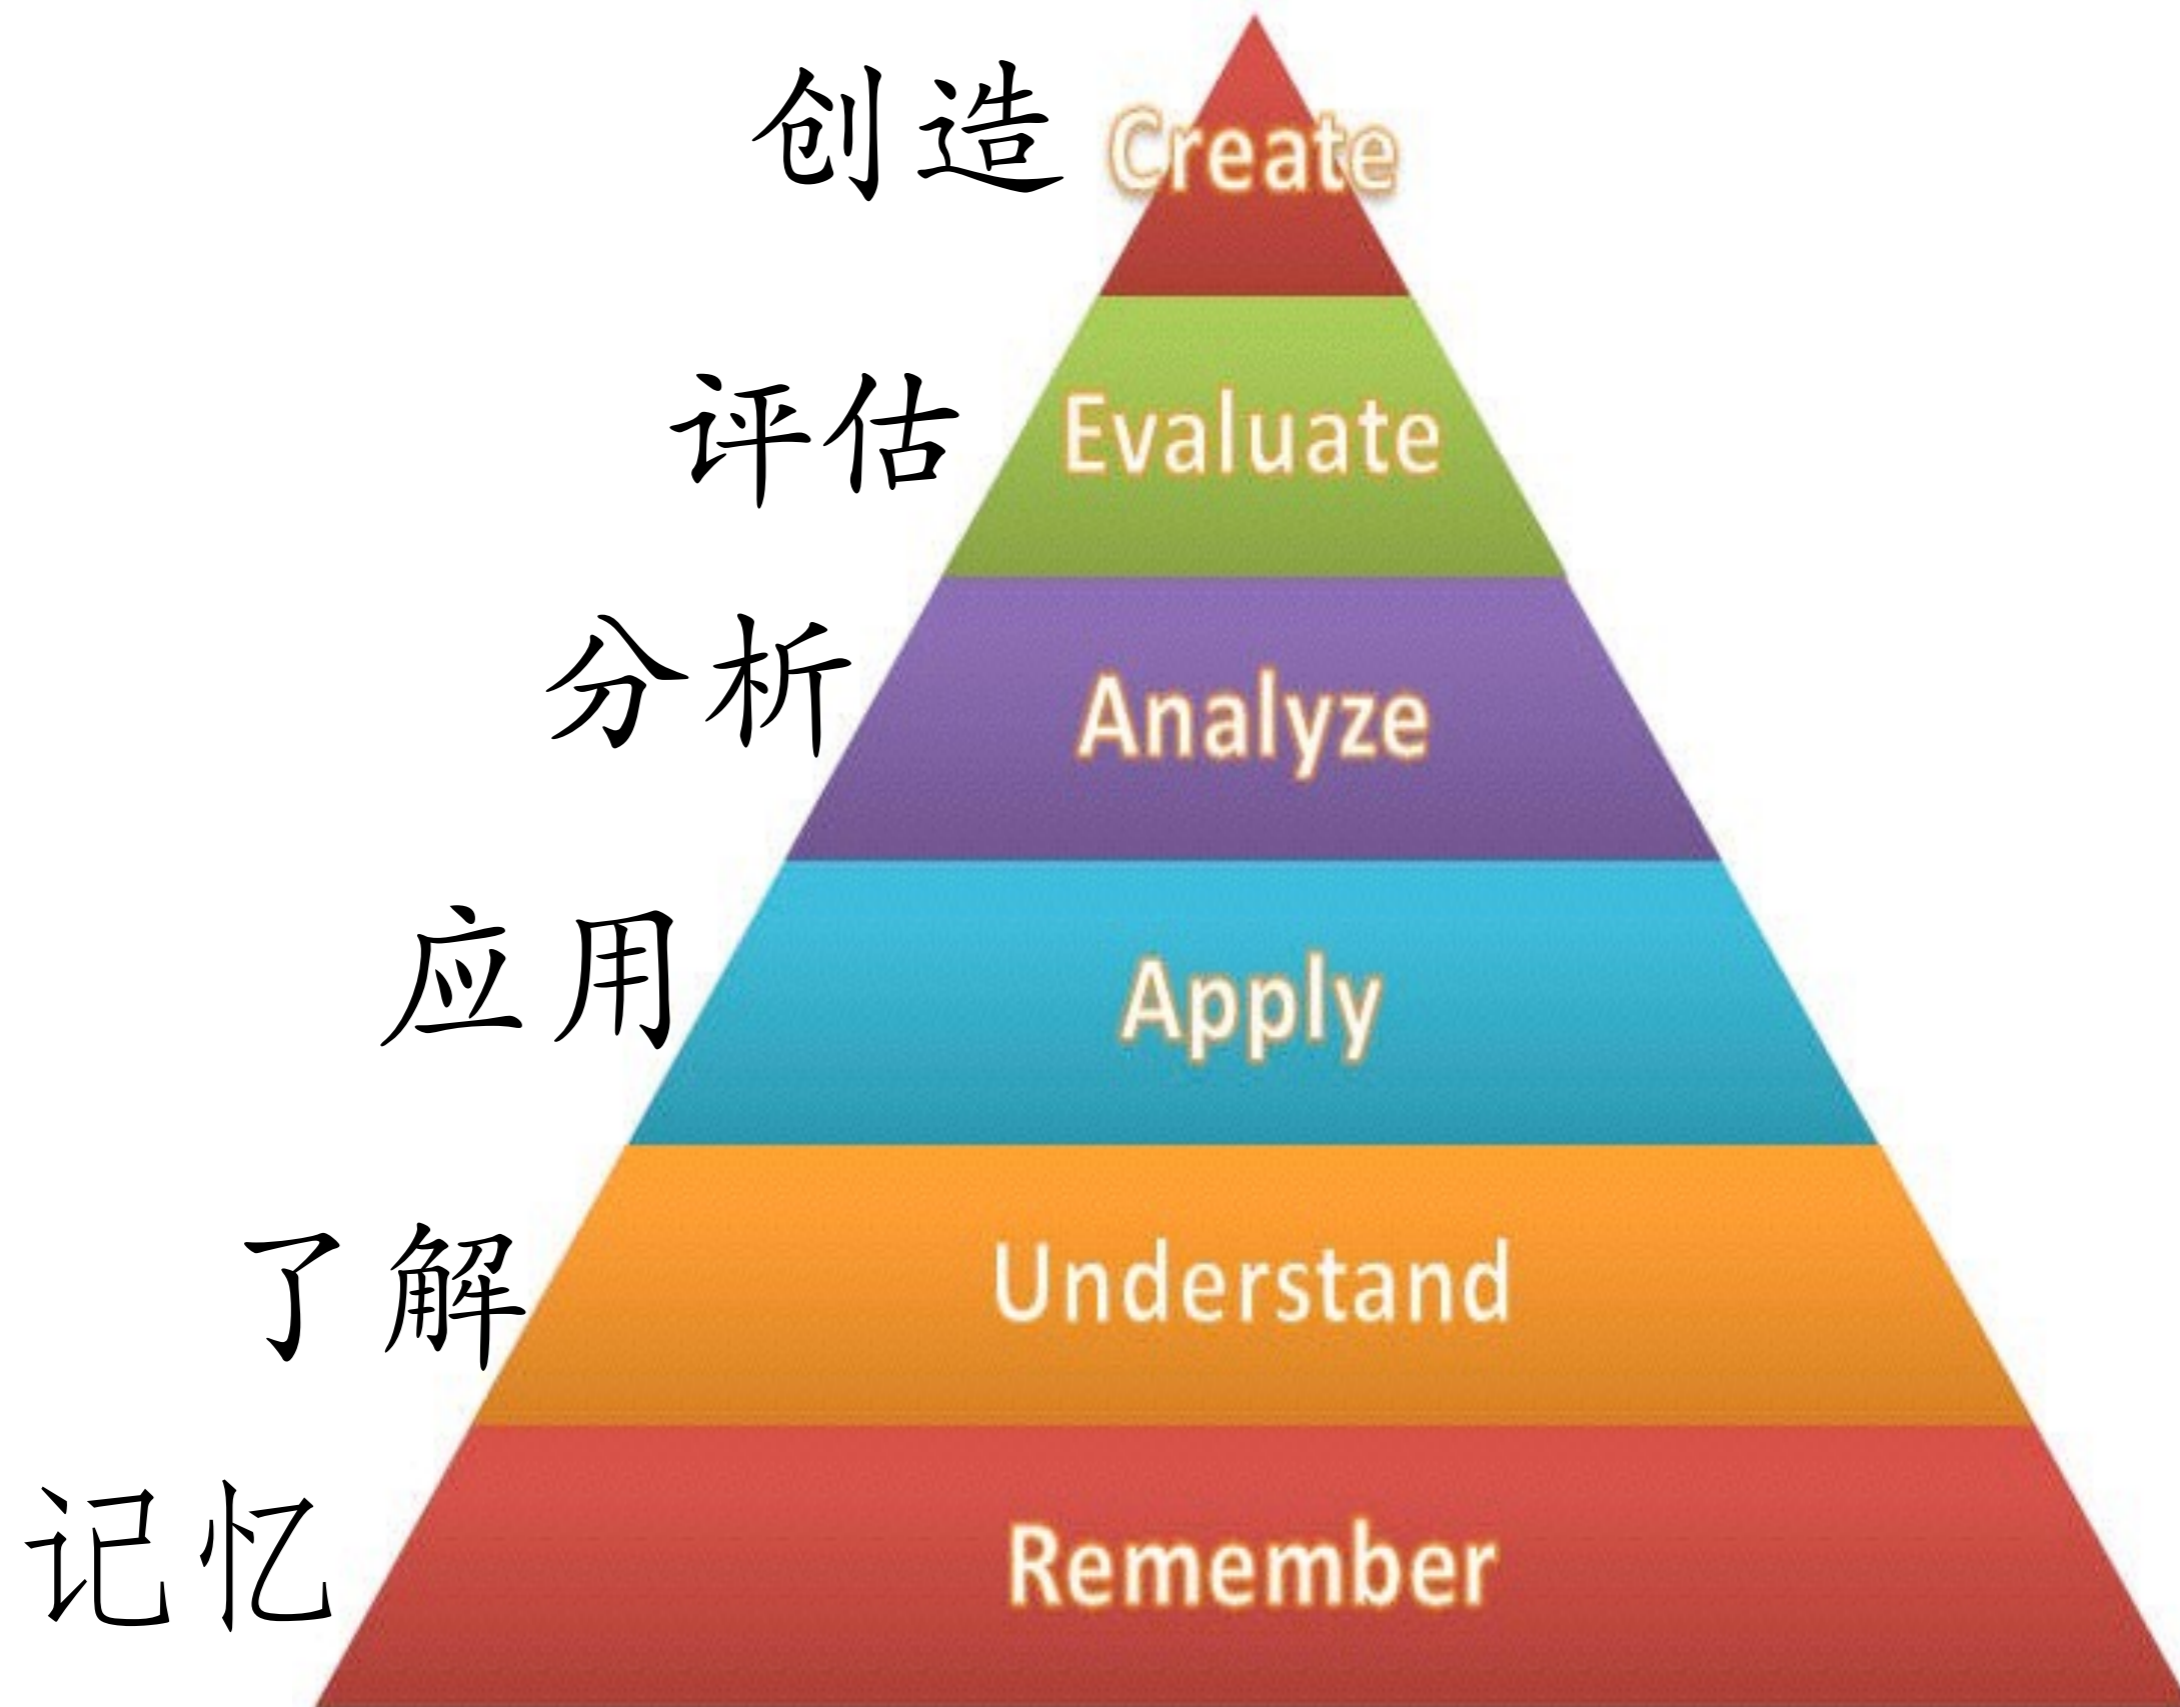 创造 Create
评估 Evaluate
分析 Analyze
应用 Apply
了解 Understand
记忆 Remember